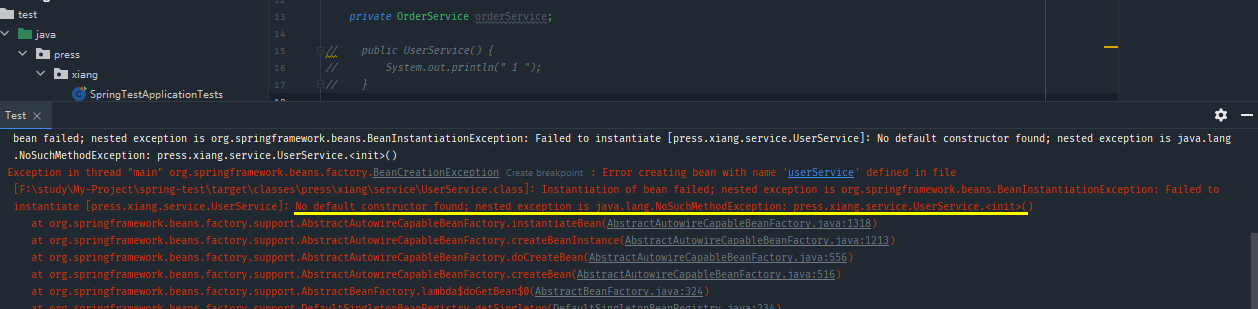 test
java
press
xiang
SpringTestApplicationTests
12
13 private OrderService orderService;
14
15 // public UserService() {
16 // System.out.println(" 1 ");
17 // }
18
Test
bean failed; nested exception is org.springframework.beans.BeanInstantiationException: Failed to instantiate [press.xiang.service.UserService]: No default constructor found; nested exception is java.lang
.NoSuchMethodException: press.xiang.service.UserService.<init>()
Exception in thread "main" org.springframework.beans.factory.BeanCreationException Create breakpoint : Error creating bean with name 'userService' defined in file
[F:\study\My-Project\spring-test\target\classes\press\xiang\service\UserService.class]: Instantiation of bean failed; nested exception is org.springframework.beans.BeanInstantiationException: Failed to
instantiate [press.xiang.service.UserService]: No default constructor found; nested exception is java.lang.NoSuchMethodException: press.xiang.service.UserService.<init>()
at org.springframework.beans.factory.support.AbstractAutowireCapableBeanFactory.instantiateBean(AbstractAutowireCapableBeanFactory.java:1318)
at org.springframework.beans.factory.support.AbstractAutowireCapableBeanFactory.createBeanInstance(AbstractAutowireCapableBeanFactory.java:1213)
at org.springframework.beans.factory.support.AbstractAutowireCapableBeanFactory.doCreateBean(AbstractAutowireCapableBeanFactory.java:556)
at org.springframework.beans.factory.support.AbstractAutowireCapableBeanFactory.createBean(AbstractAutowireCapableBeanFactory.java:516)
at org.springframework.beans.factory.support.AbstractBeanFactory.lambda$doGetBean$0(AbstractBeanFactory.java:324)
at org.springframework.beans.factory.support.DefaultSingletonBeanRegistry.getSingleton(DefaultSingletonBeanRegistry.java:234)